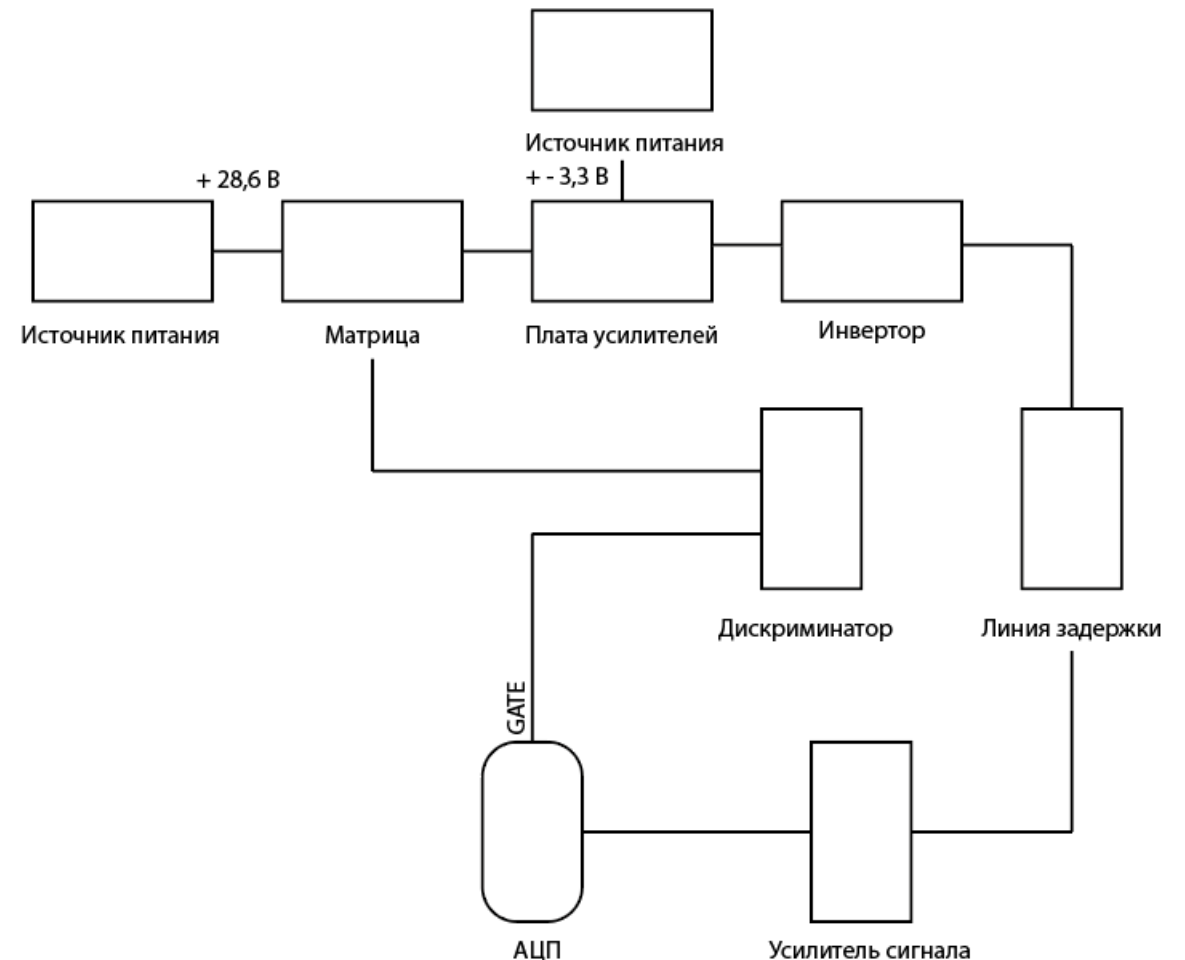 Источник питания
+ - 3,3 В
+ 28,6 В
Источник питания
Матрица
Плата усилителей
Инвертор
Дискриминатор
Линия задержки
GATE
АЦП
Усилитель сигнала